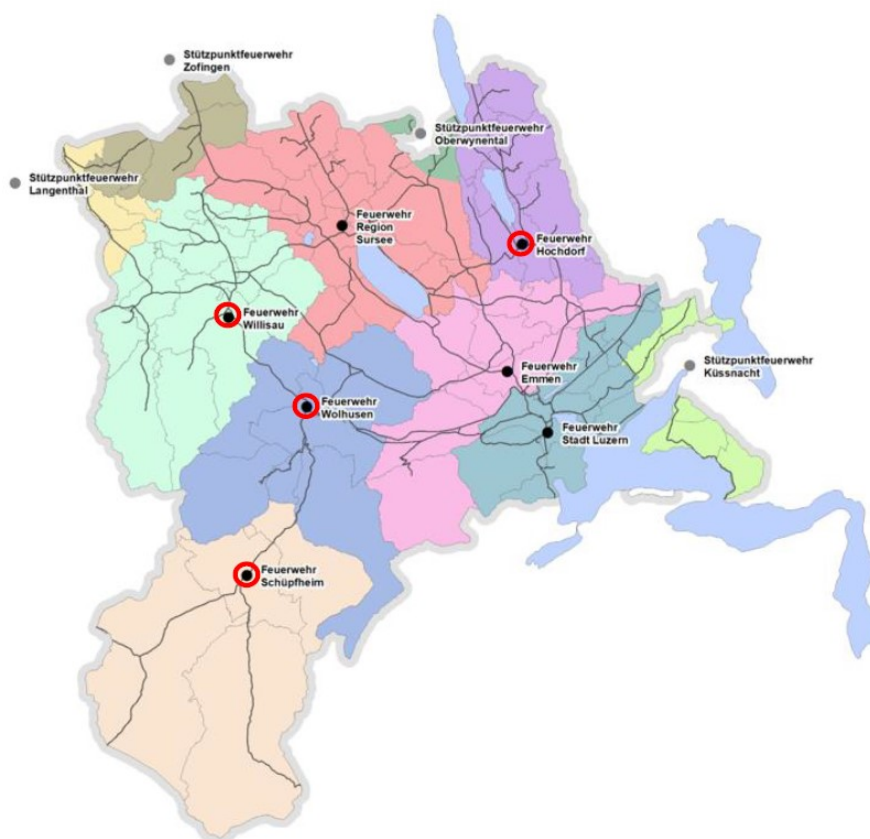 Stützpunktfeuerwehr
Zofingen
Stützpunktfeuerwehr
Oberwynental
Stützpunktfeuerwehr
Langenthal
Feuerwehr
Region
Sursee
Feuerwehr
Hochdorf
Feuerwehr
Willisau
Stützpunktfeuerwehr
Küssnacht
Feuerwehr
Emmen
Feuerwehr
Wolhusen
Feuerwehr
Stadt Luzern
Feuerwehr
Schüpfheim